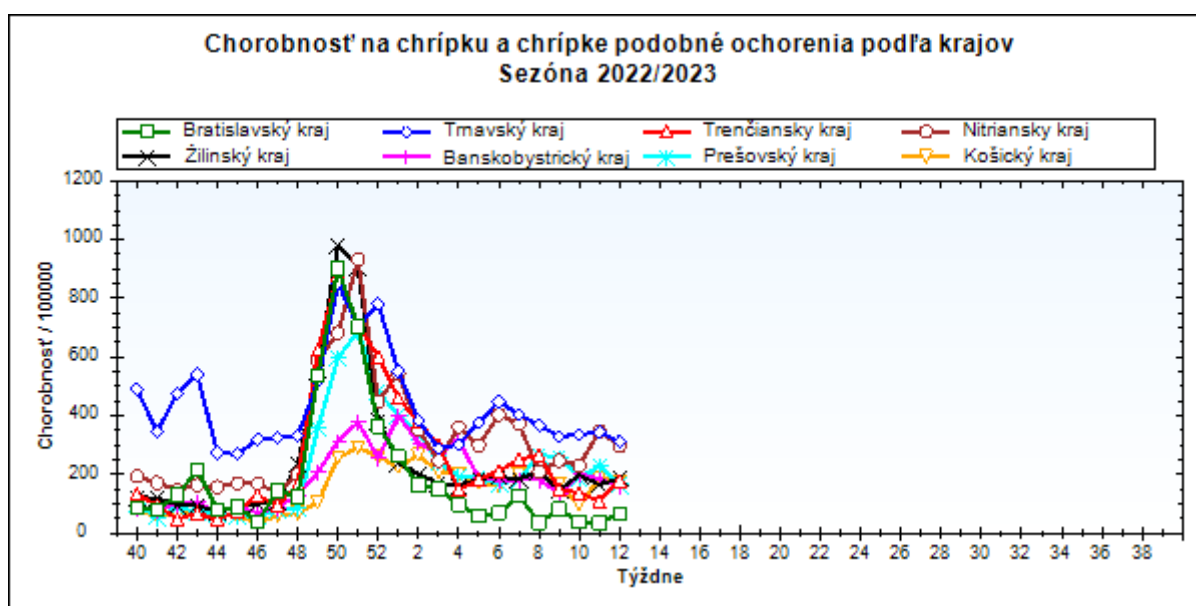 Chorobnosť na chrípku a chrípke podobné ochorenia podľa krajov
Sezóna 2022/2023
Bratislavský kraj Trnavský kraj Trenčiansky kraj Nitriansky kraj
Žilinský kraj Banskobystrický kraj Prešovský kraj Košický kraj
1200
1000
800
600
400
200
0
Chorobnosť / 100000
40 42 44 46 48 50 52 2 4 6 8 10 12 14 16 18 20 22 24 26 28 30 32 34 36 38
Týždne